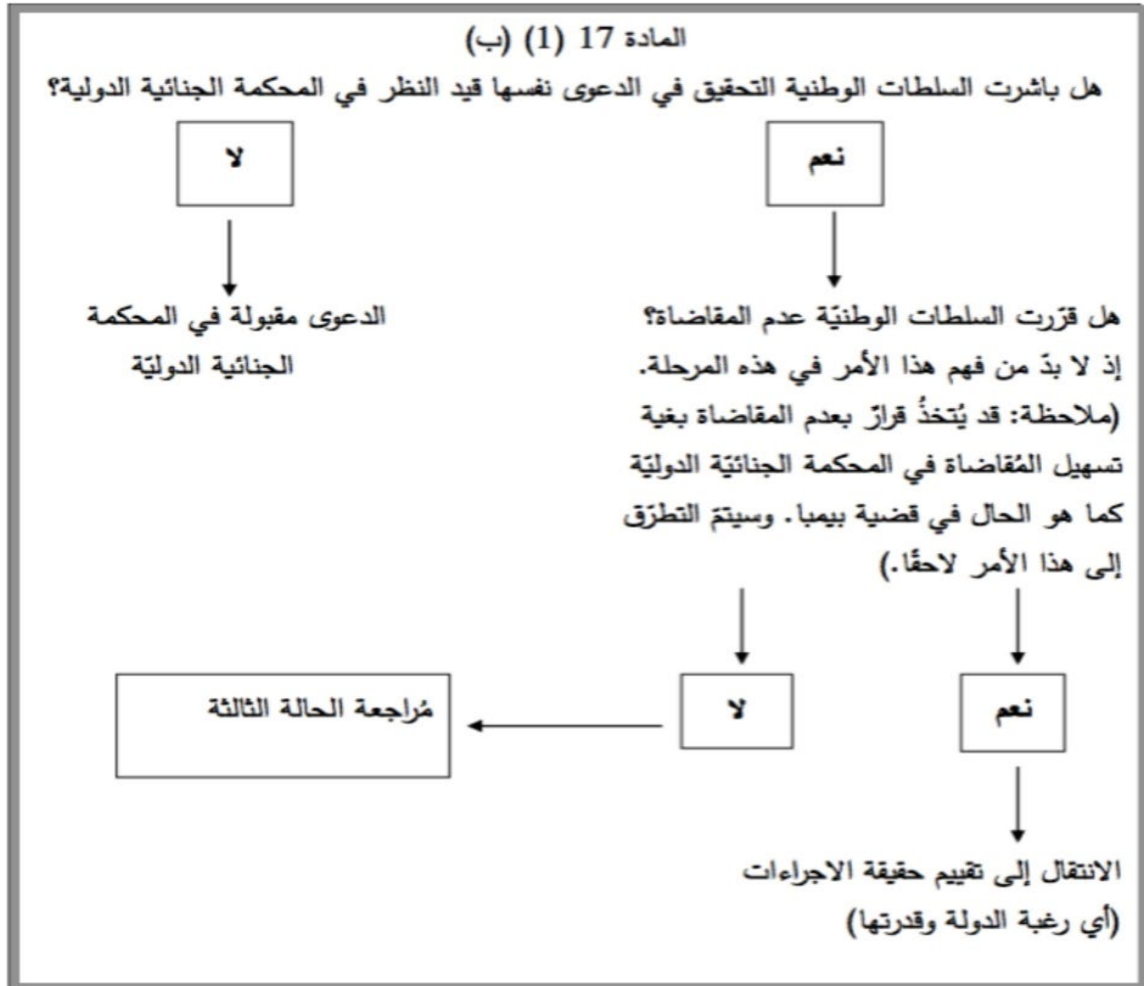 المادة 17 (1) (ب)
هل باشرت السلطات الوطنية التحقيق في الدعوى نفسها قيد النظر في المحكمة الجنائية الدولية؟
نعم
لا
هل قرّرت السلطات الوطنيّة عدم المقاضاة؟
إذ لا بدّ من فهم هذا الأمر في هذه المرحلة.
(ملاحظة: قد يُتخذُ قرارٌ بعدم المقاضاة بغية
تسهيل المُقاضاة في المحكمة الجنائيّة الدوليّة
كما هو الحال في قضية بيمبا. وسيتمّ التطرّق
إلى هذا الأمر لاحقًا.)
الدعوى مقبولة في المحكمة
الجنائية الدوليّة
نعم
لا
مُراجعة الحالة الثالثة
الانتقال إلى تقييم حقيقة الاجراءات
(أي رغبة الدولة وقدرتها)